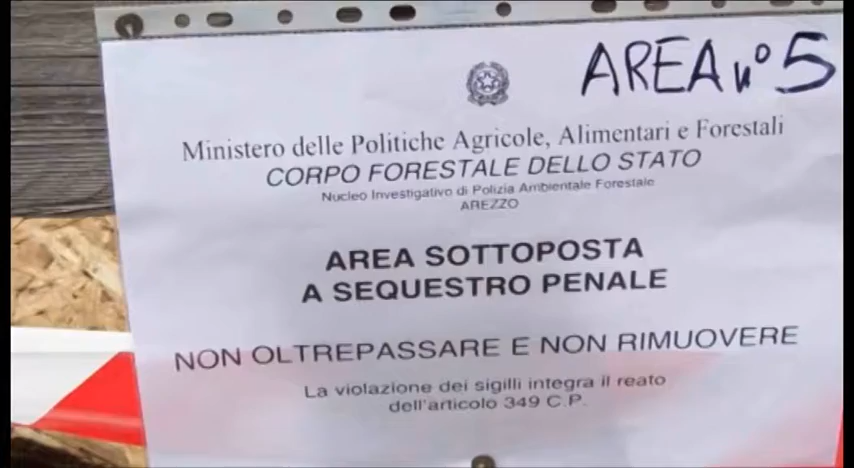 AREA n° 5
Ministero delle Politiche Agricole, Alimentari e Forestali
CORPO FORESTALE DELLO STATO
Nucleo Investigativo di Polizia Ambientale Forestale
AREZZO
AREA SOTTOPOSTA
A SEQUESTRO PENALE
NON OLTREPASSARE E NON RIMUOVERE
La violazione dei sigilli integra il reato
dell'articolo 349 C.P.